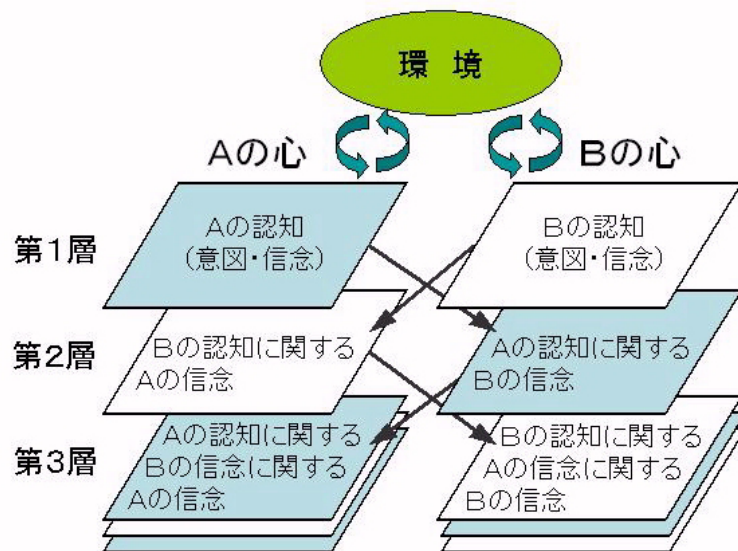 環 境
Aの心
Bの心
第1層
Aの認知
(意図・信念)
Bの認知
(意図・信念)
第2層
Bの認知に関する
Aの信念
Aの認知に関する
Bの信念
第3層
Aの認知に関する
Bの信念に関する
Aの信念
Bの認知に関する
Aの信念に関する
Bの信念